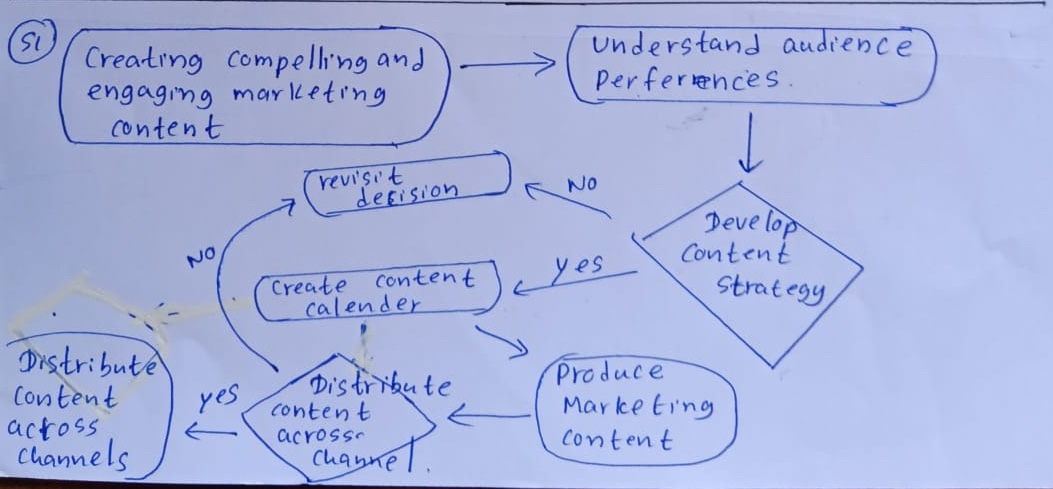 S1
Creating compelling and
engaging marketing
content
Understand audience
Perferences.
revisit
decision
NO
Develop
Content
Strategy
NO
yes
Create content
calender
Produce
Marketing
content
Distribute
content
across
channel.
yes
Distribute
Content
across
channels